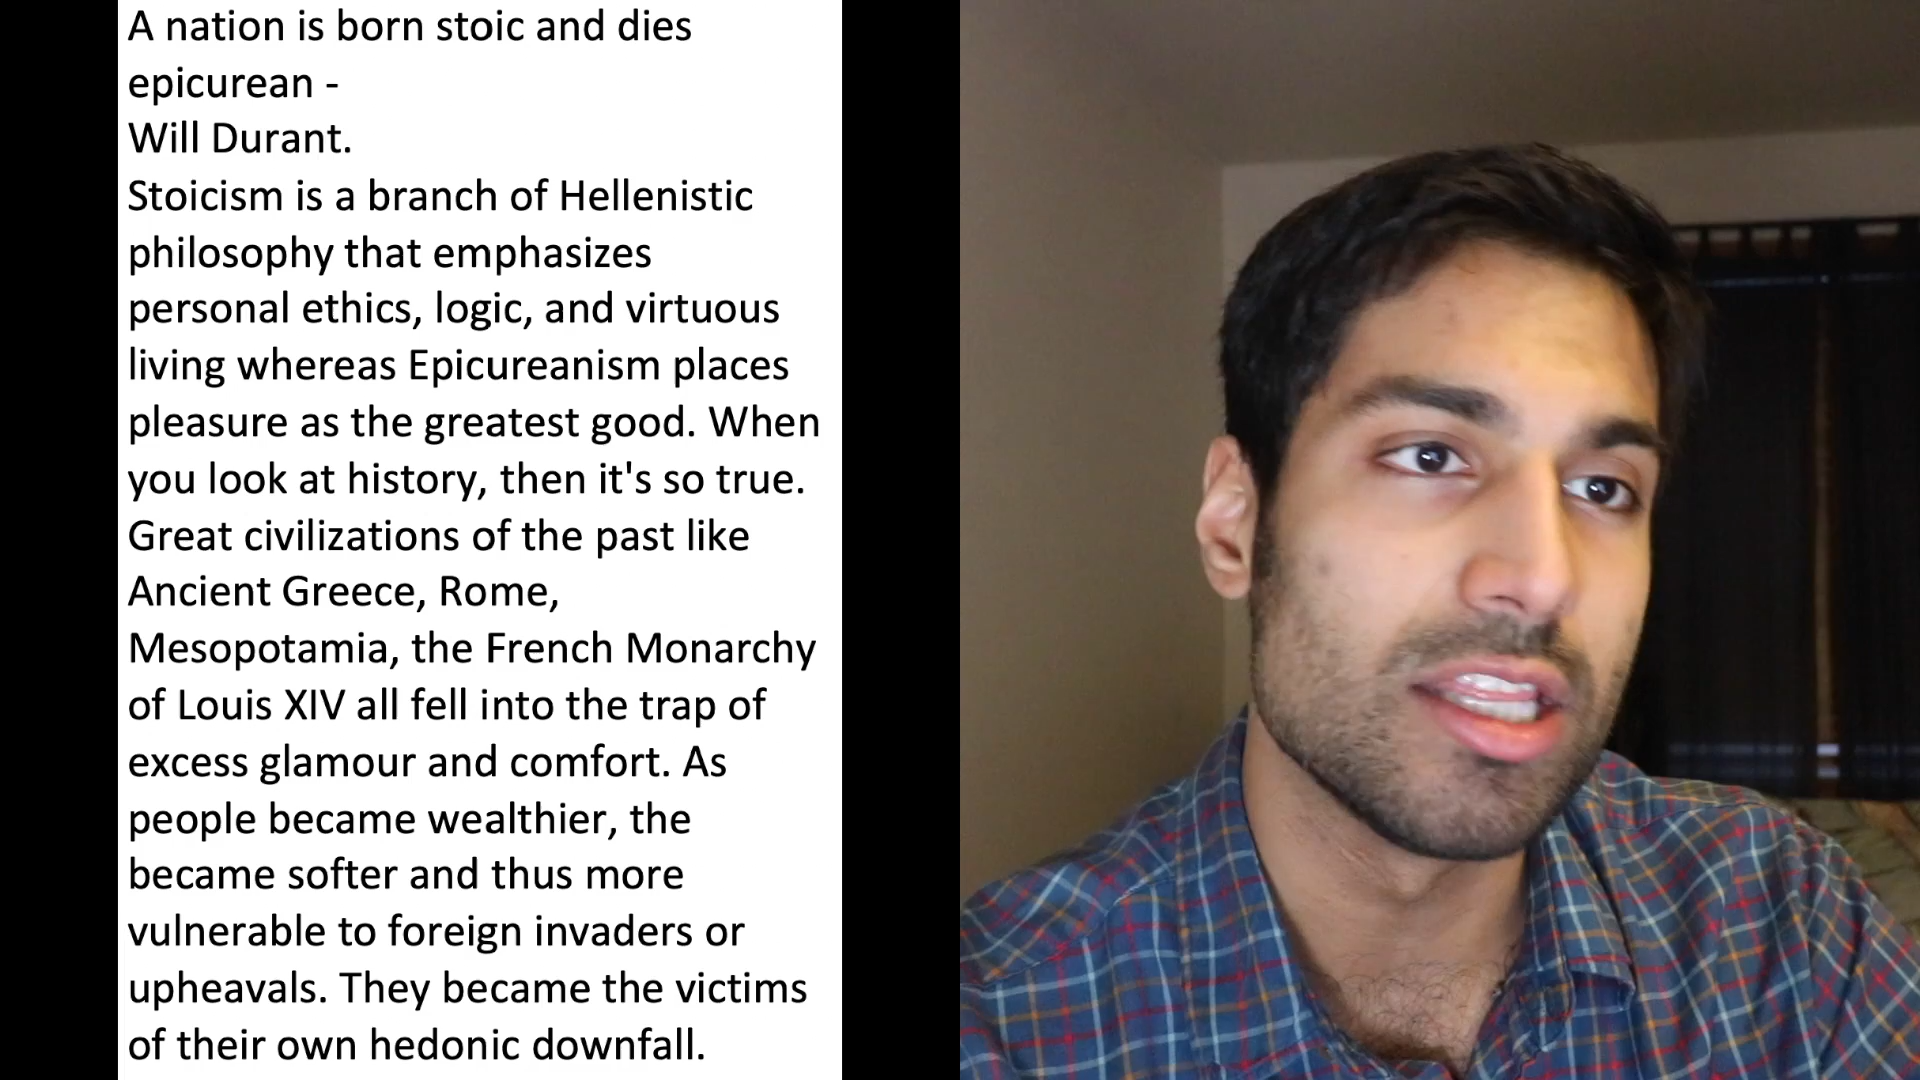 A nation is born stoic and dies
epicurean -
Will Durant.
Stoicism is a branch of Hellenistic
philosophy that emphasizes
personal ethics, logic, and virtuous
living whereas Epicureanism places
pleasure as the greatest good. When
you look at history, then it's so true.
Great civilizations of the past like
Ancient Greece, Rome,
Mesopotamia, the French Monarchy
of Louis XIV all fell into the trap of
excess glamour and comfort. As
people became wealthier, the
became softer and thus more
vulnerable to foreign invaders or
upheavals. They became the victims
of their own hedonic downfall.